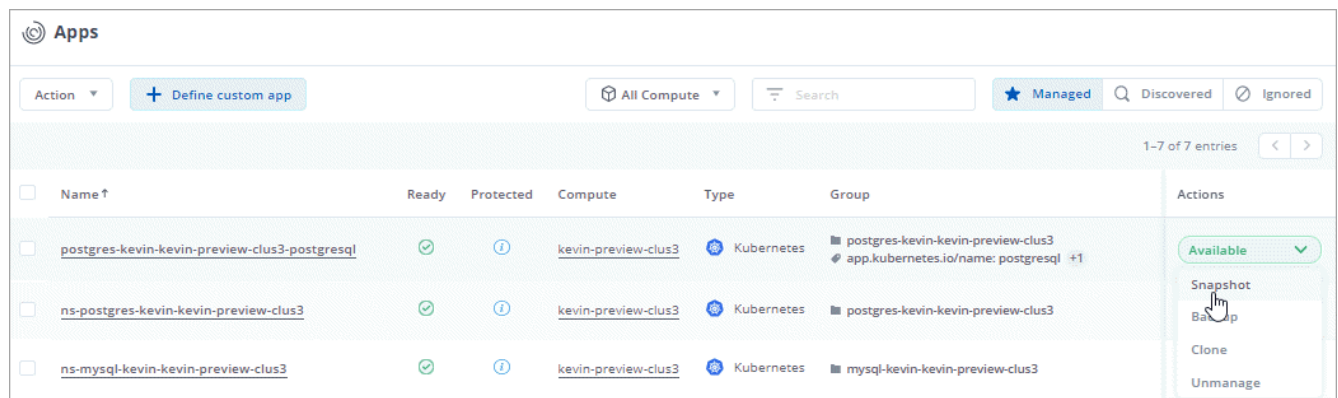 Apps
Action
+ Define custom app
All Compute
Search
Managed
Discovered
Ignored
1–7 of 7 entries
Name↑ Ready Protected Compute Type Group Actions
postgres-kevin-kevin-preview-clus3-postgresql kevin-preview-clus3 Kubernetes postgres-kevin-kevin-preview-clus3 Available
app.kubernetes.io/name: postgresql +1
Snapshot
ns-postgres-kevin-kevin-preview-clus3 kevin-preview-clus3 Kubernetes postgres-kevin-kevin-preview-clus3
Backup
Clone
ns-mysql-kevin-kevin-preview-clus3 kevin-preview-clus3 Kubernetes mysql-kevin-kevin-preview-clus3
Unmanage